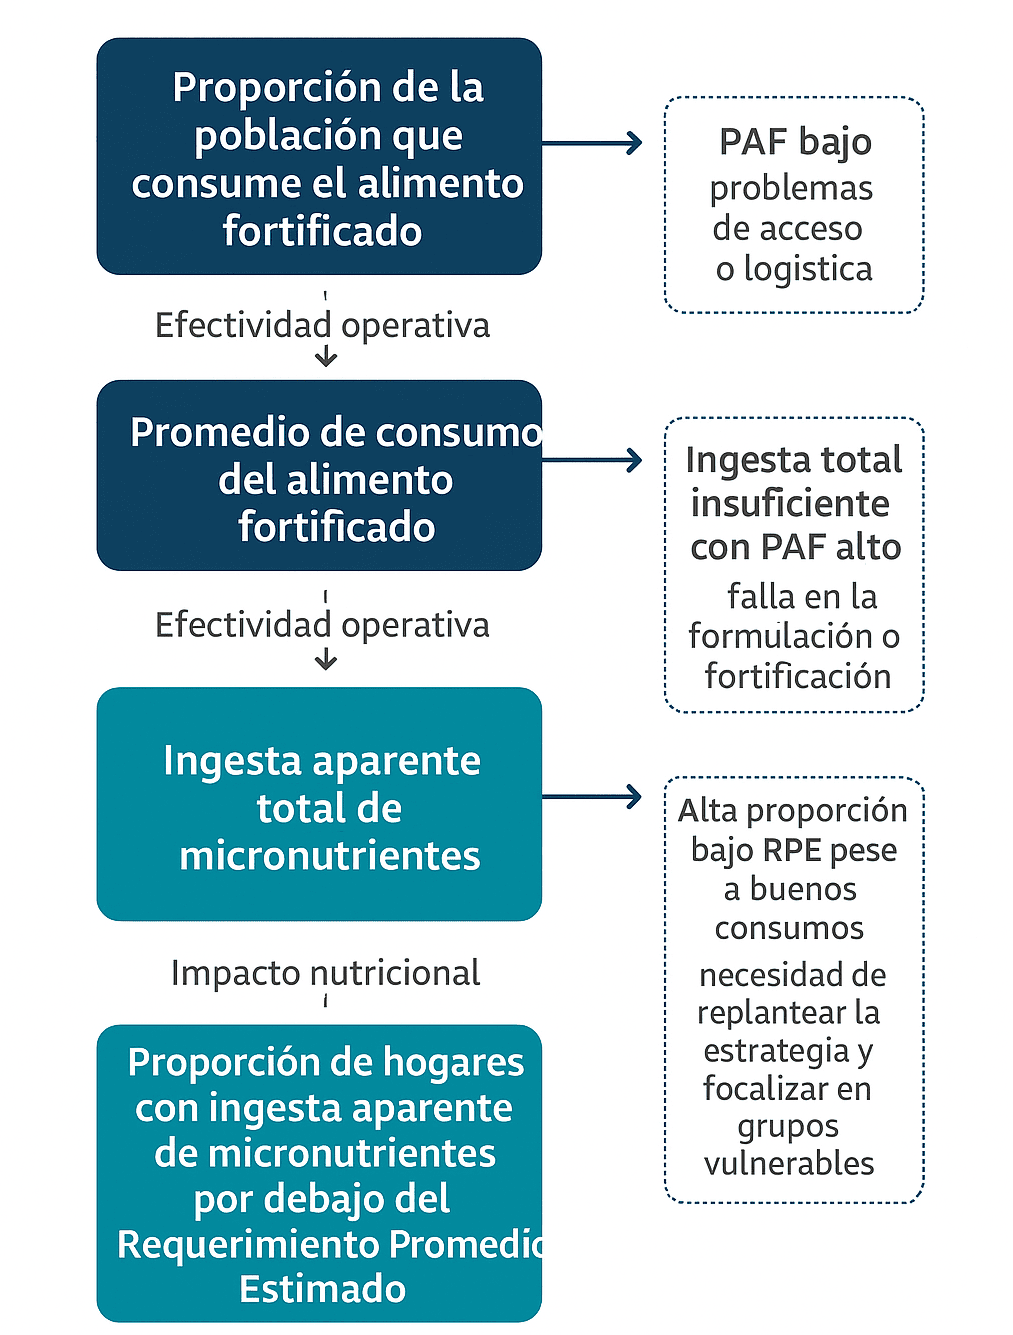 Proporción de la
población que
consume el alimento
fortificado
PAF bajo
problemas
de acceso
o logistica
Efectividad operativa
Promedio de consumo
del alimento
fortificado
Ingesta total
insuficiente
con PAF alto
falla en la
formulación o
fortificación
Efectividad operativa
Ingesta aparente
total de
micronutrientes
Alta proporción
bajo RPE pese
a buenos
consumos
necesidad de
replantear la
estrategia y
focalizar en
grupos
vulnerables
Impacto nutricional
Proporción de hogares
con ingesta aparente
de micronutrientes
por debajo del
Requerimiento Promedio
Estimado